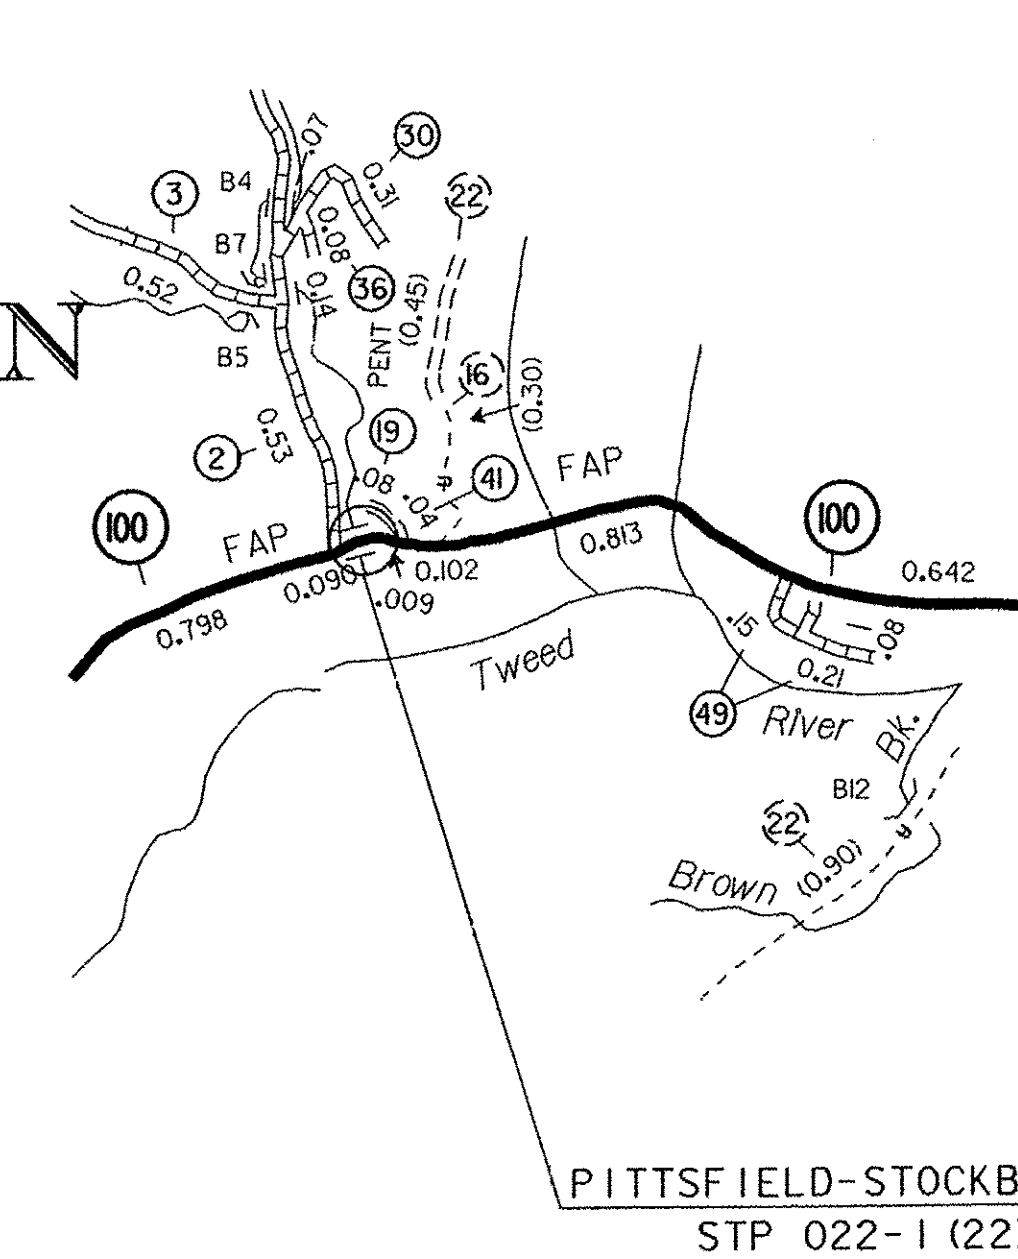 .07
30
0.31
B4
3
22
B7
0.08
36
0.52
0.14
(0.45)
PENT
N
B5
16
(0.30)
0.53
19
2
.08
.04
41
FAP
100
FAP
100
0.813
0.090
0.102
0.642
.009
0.798
.15
.08
Tweed
0.21
49
River
Bk.
B12
22
(0.90)
Brown
PITTSFIELD-STOCKB
STP 022-1(22